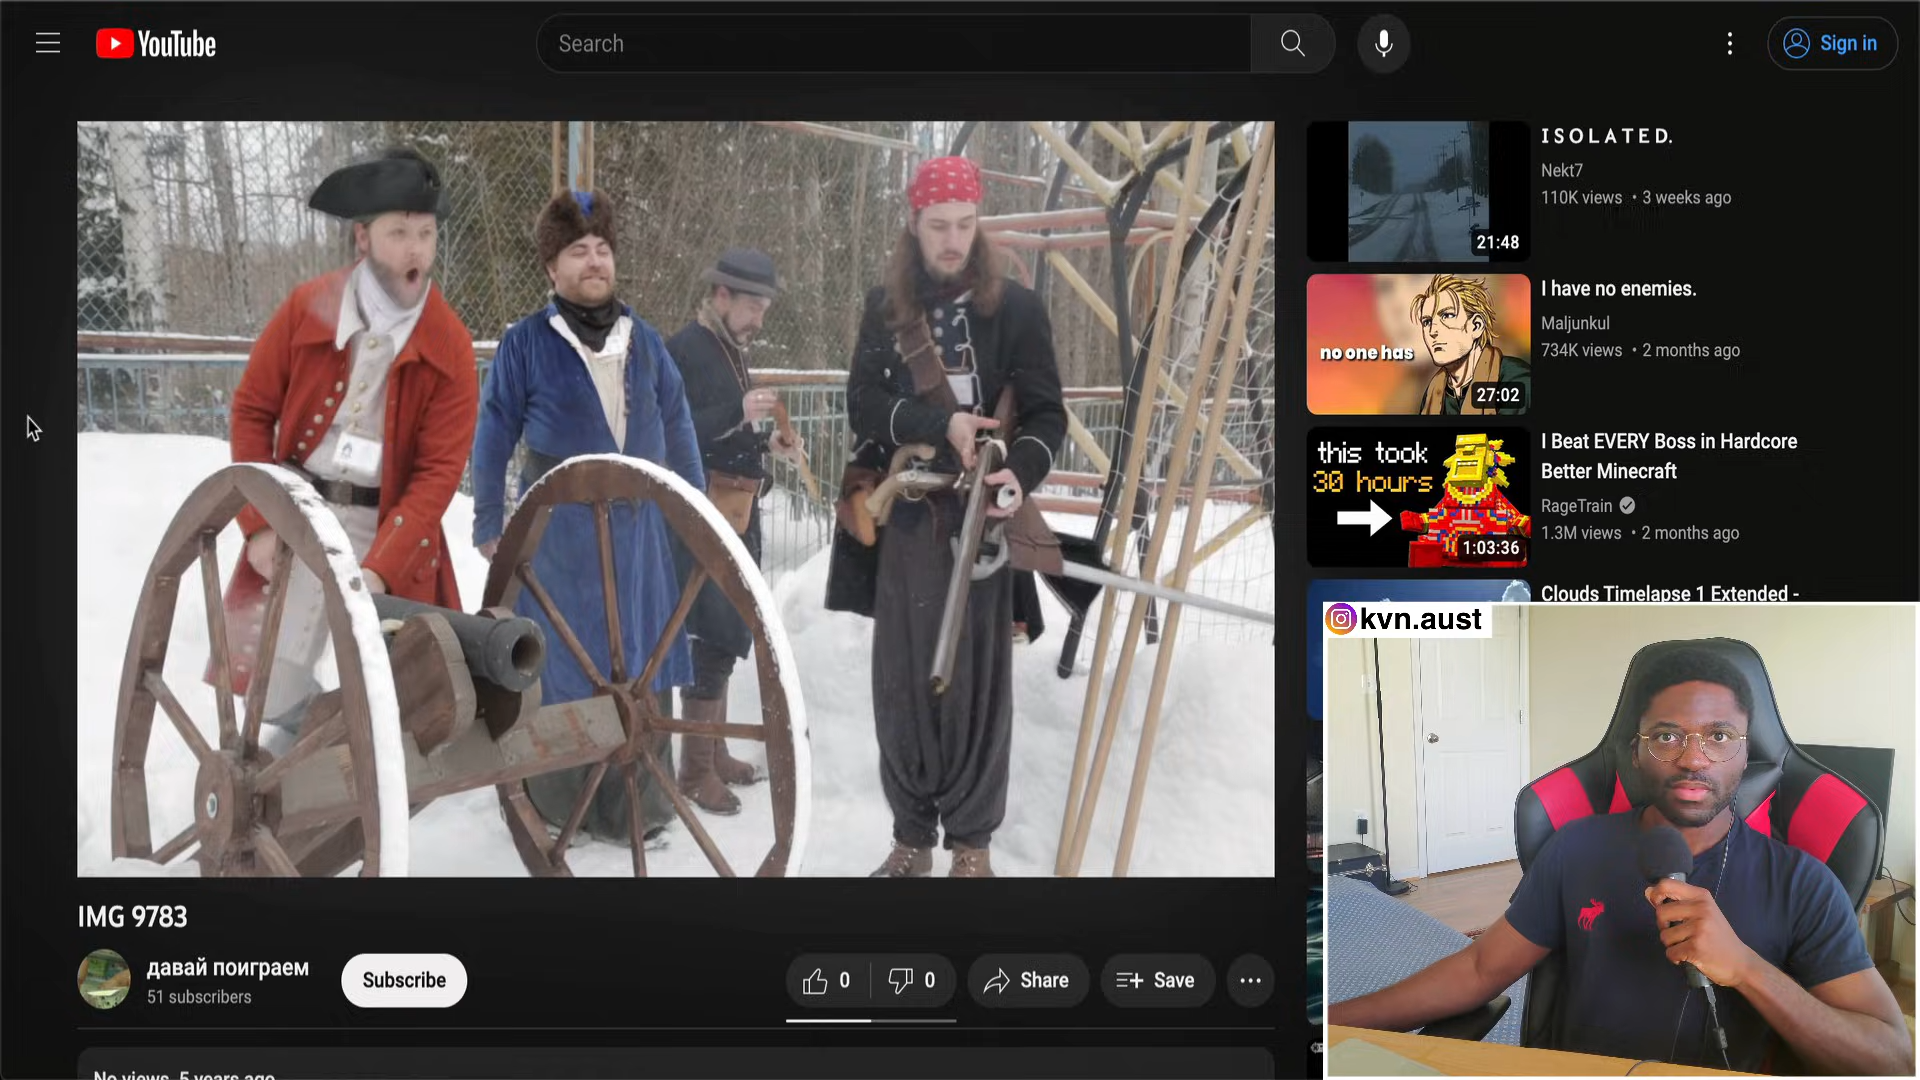 YouTube
Search
Sign in
I S O L A T E D.
Nekt7
110K views • 3 weeks ago
21:48
I have no enemies.
Maljunkul
734K views • 2 months ago
no one has
27:02
this took
30 hours
I Beat EVERY Boss in Hardcore
Better Minecraft
RageTrain
1.3M views • 2 months ago
1:03:36
Clouds Timelapse 1 Extended -
kvn.aust
IMG 9783
давай поиграем
51 subscribers
Subscribe
0
0
Share
Save
No views 5 years ago